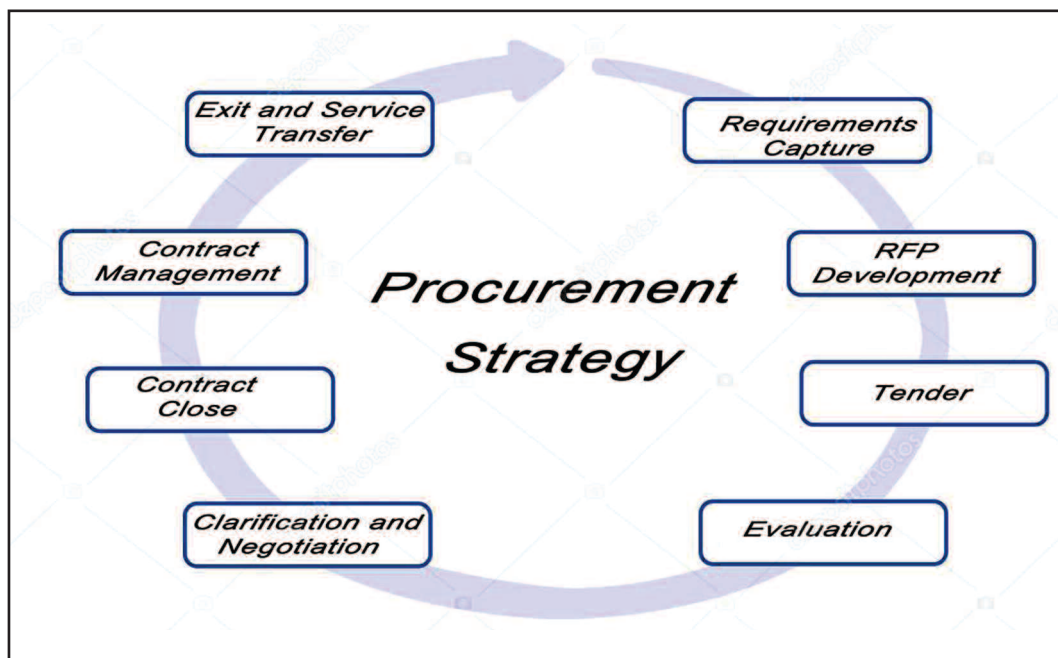 Exit and Service
Transfer
Requirements
Capture
Contract
Management
RFP
Development
Procurement
Strategy
Contract
Close
Tender
Clarification and
Negotiation
Evaluation
depositphotos